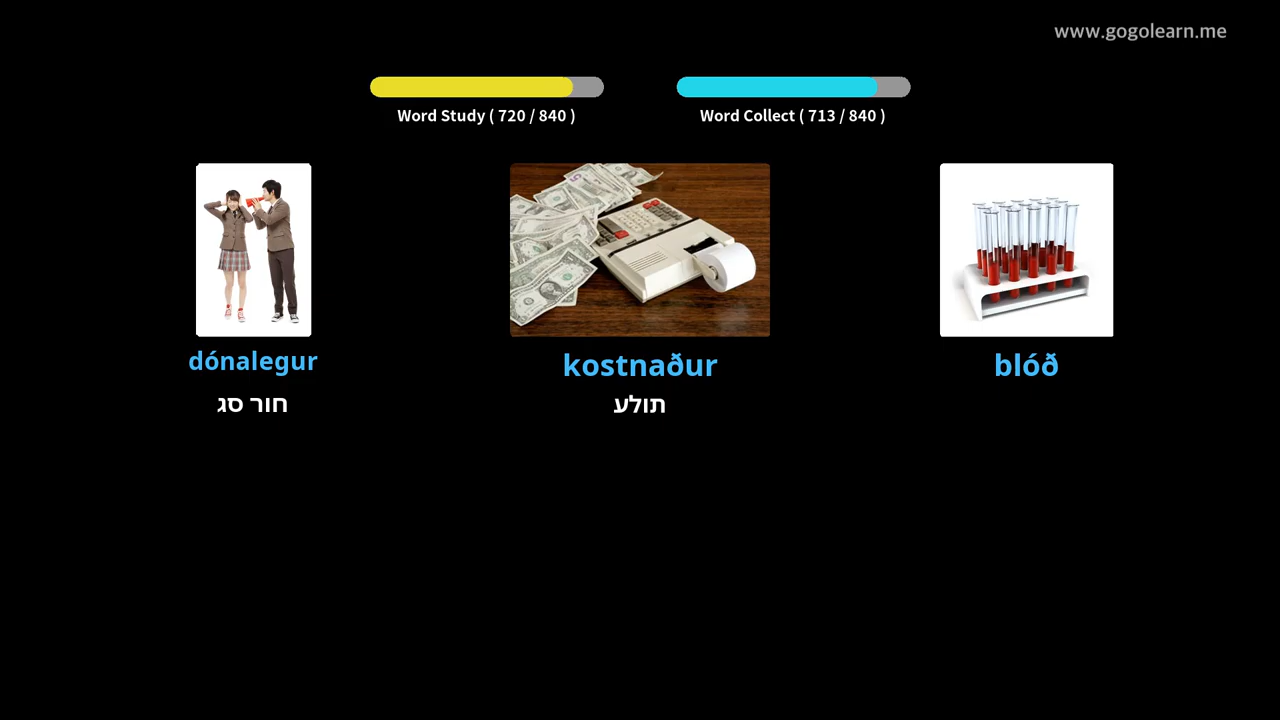 www.gogolearn.me
Word Study ( 720 / 840 )
Word Collect ( 713 / 840 )
dónalegur
kostnaður
blóð
חור סג
תולע